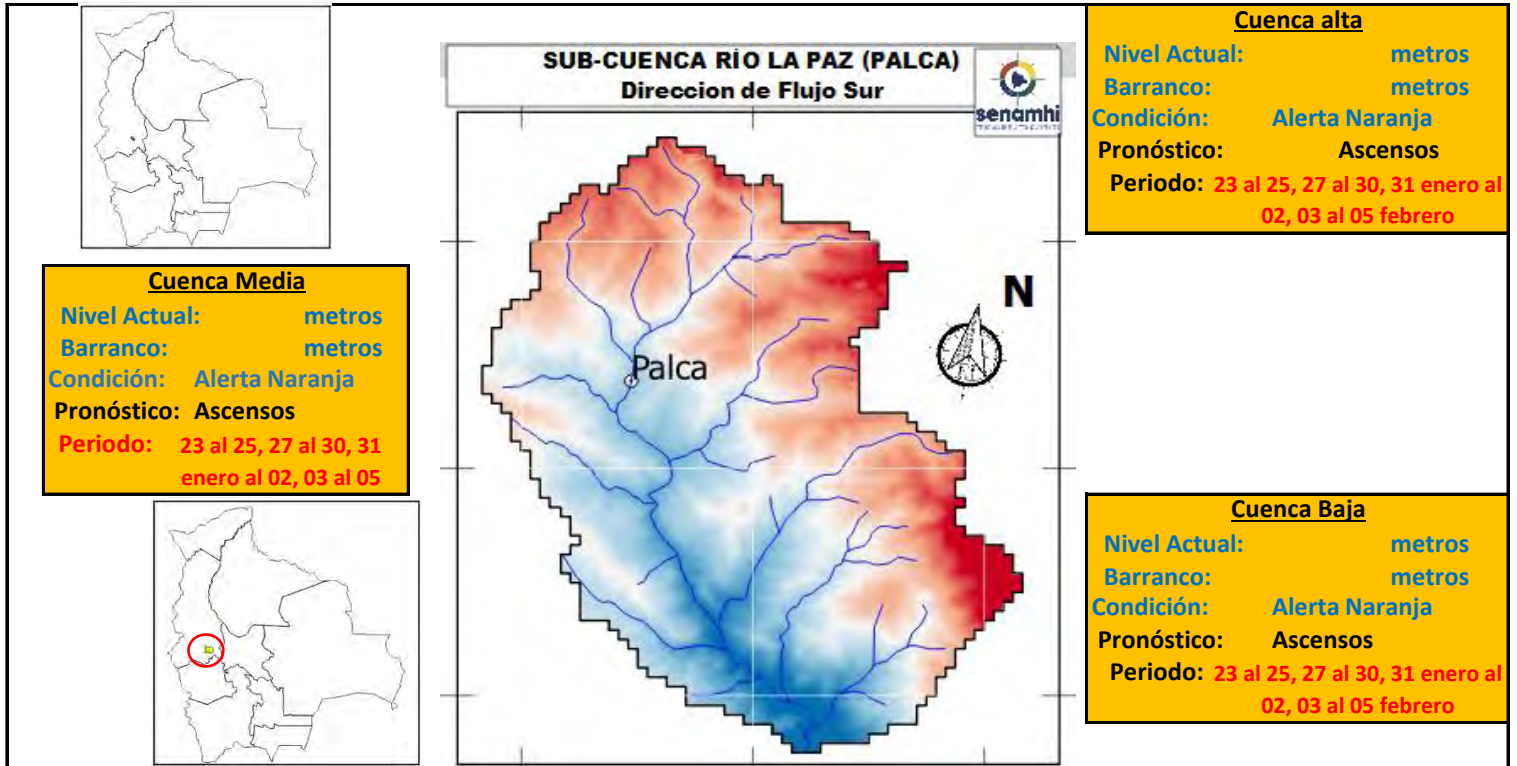 SUB-CUENCA RÍO LA PAZ (PALCA)
Direccion de Flujo Sur
senamhi
Palca
N
Cuenca alta
Nivel Actual: metros
Barranco: metros
Condición: Alerta Naranja
Pronóstico: Ascensos
Periodo: 23 al 25, 27 al 30, 31 enero al
02, 03 al 05 febrero
Cuenca Media
Nivel Actual: metros
Barranco: metros
Condición: Alerta Naranja
Pronóstico: Ascensos
Periodo: 23 al 25, 27 al 30, 31
enero al 02, 03 al 05
Cuenca Baja
Nivel Actual: metros
Barranco: metros
Condición: Alerta Naranja
Pronóstico: Ascensos
Periodo: 23 al 25, 27 al 30, 31 enero al
02, 03 al 05 febrero